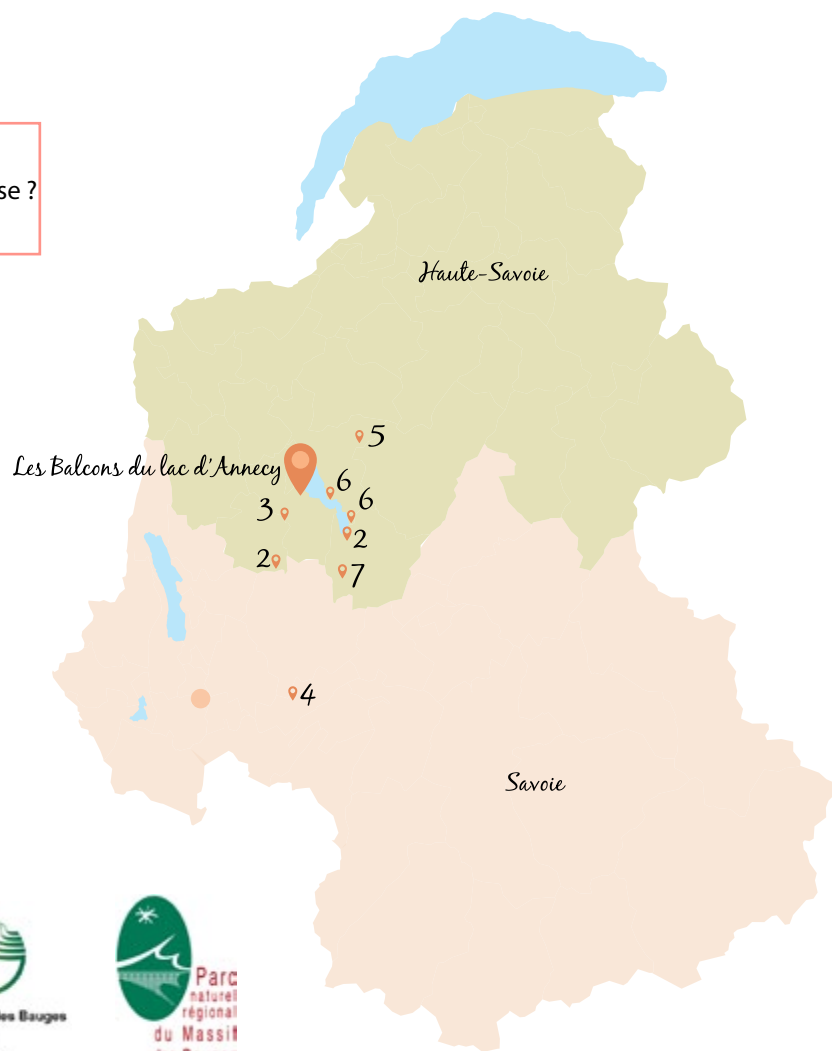 se ?
Haute-Savoie
5
Les Balcons du lac d'Annecy
6
3
6
2
2
7
4
Savoie
des Bauges
Parc
naturel
régional
du Massif